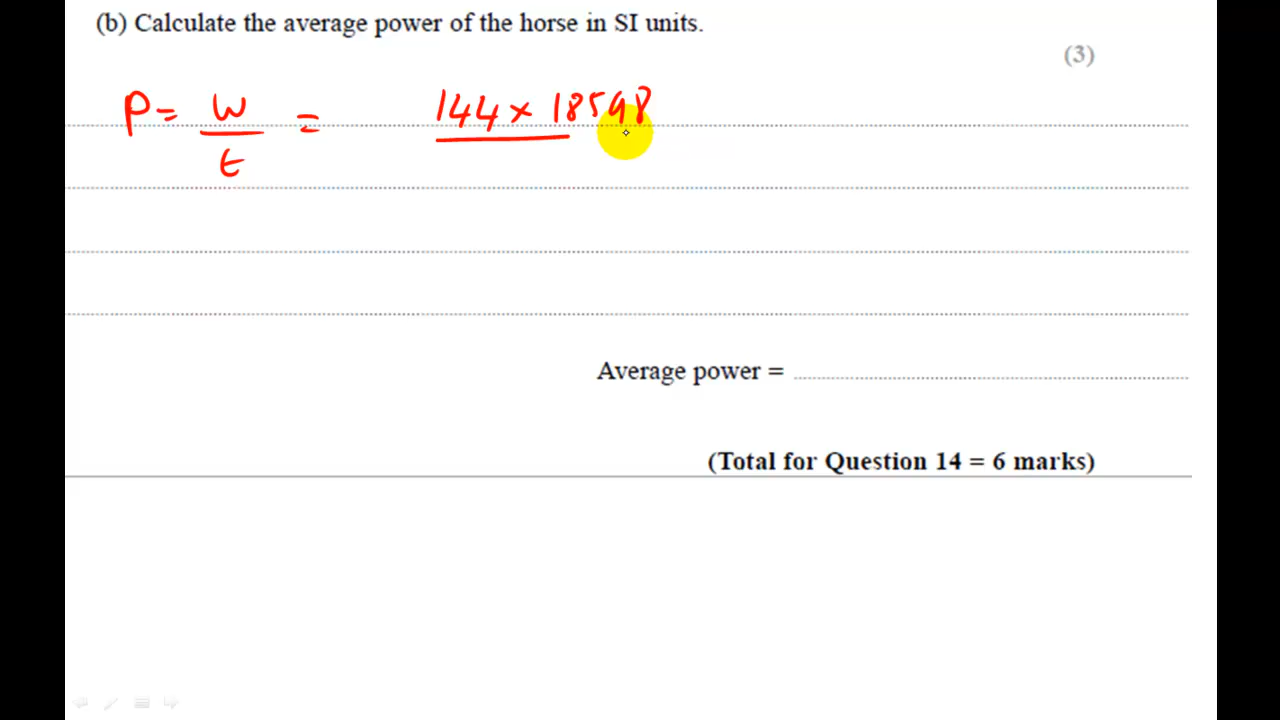 (b) Calculate the average power of the horse in SI units.
(3)
P = W / t = 144 × 18598
Average power =
(Total for Question 14 = 6 marks)